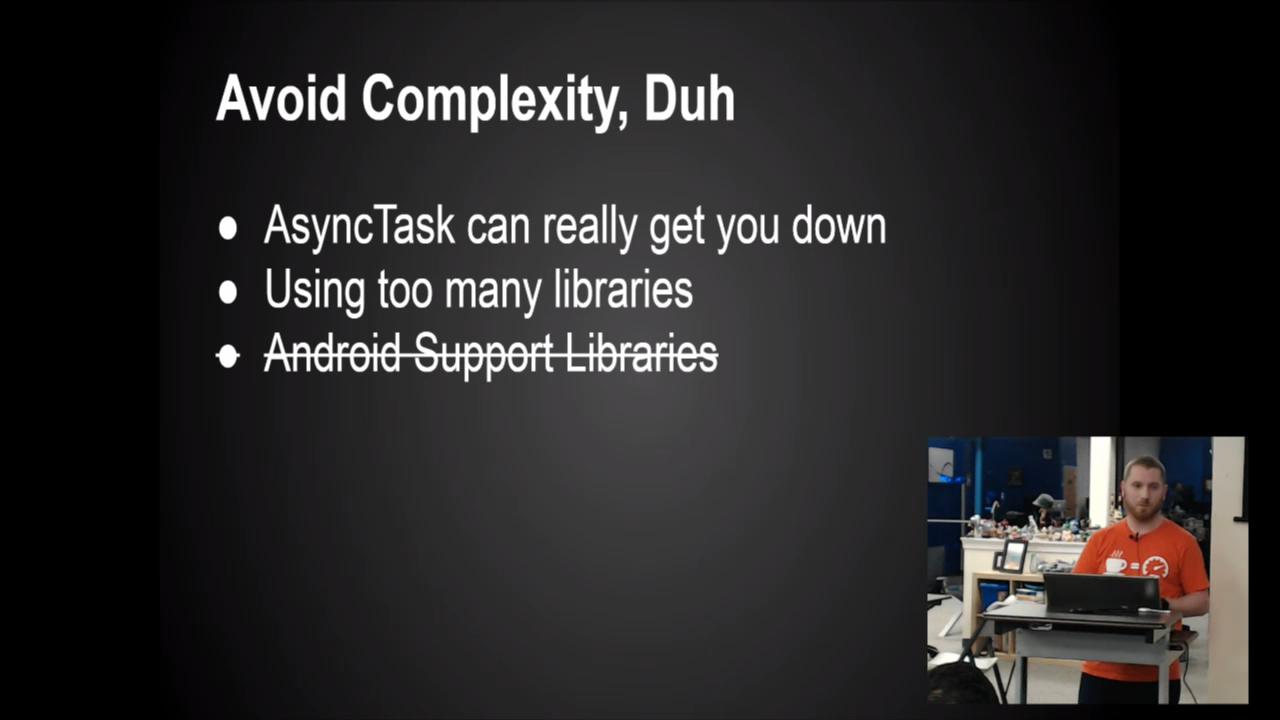 Avoid Complexity, Duh
● AsyncTask can really get you down
● Using too many libraries
● Android Support Libraries